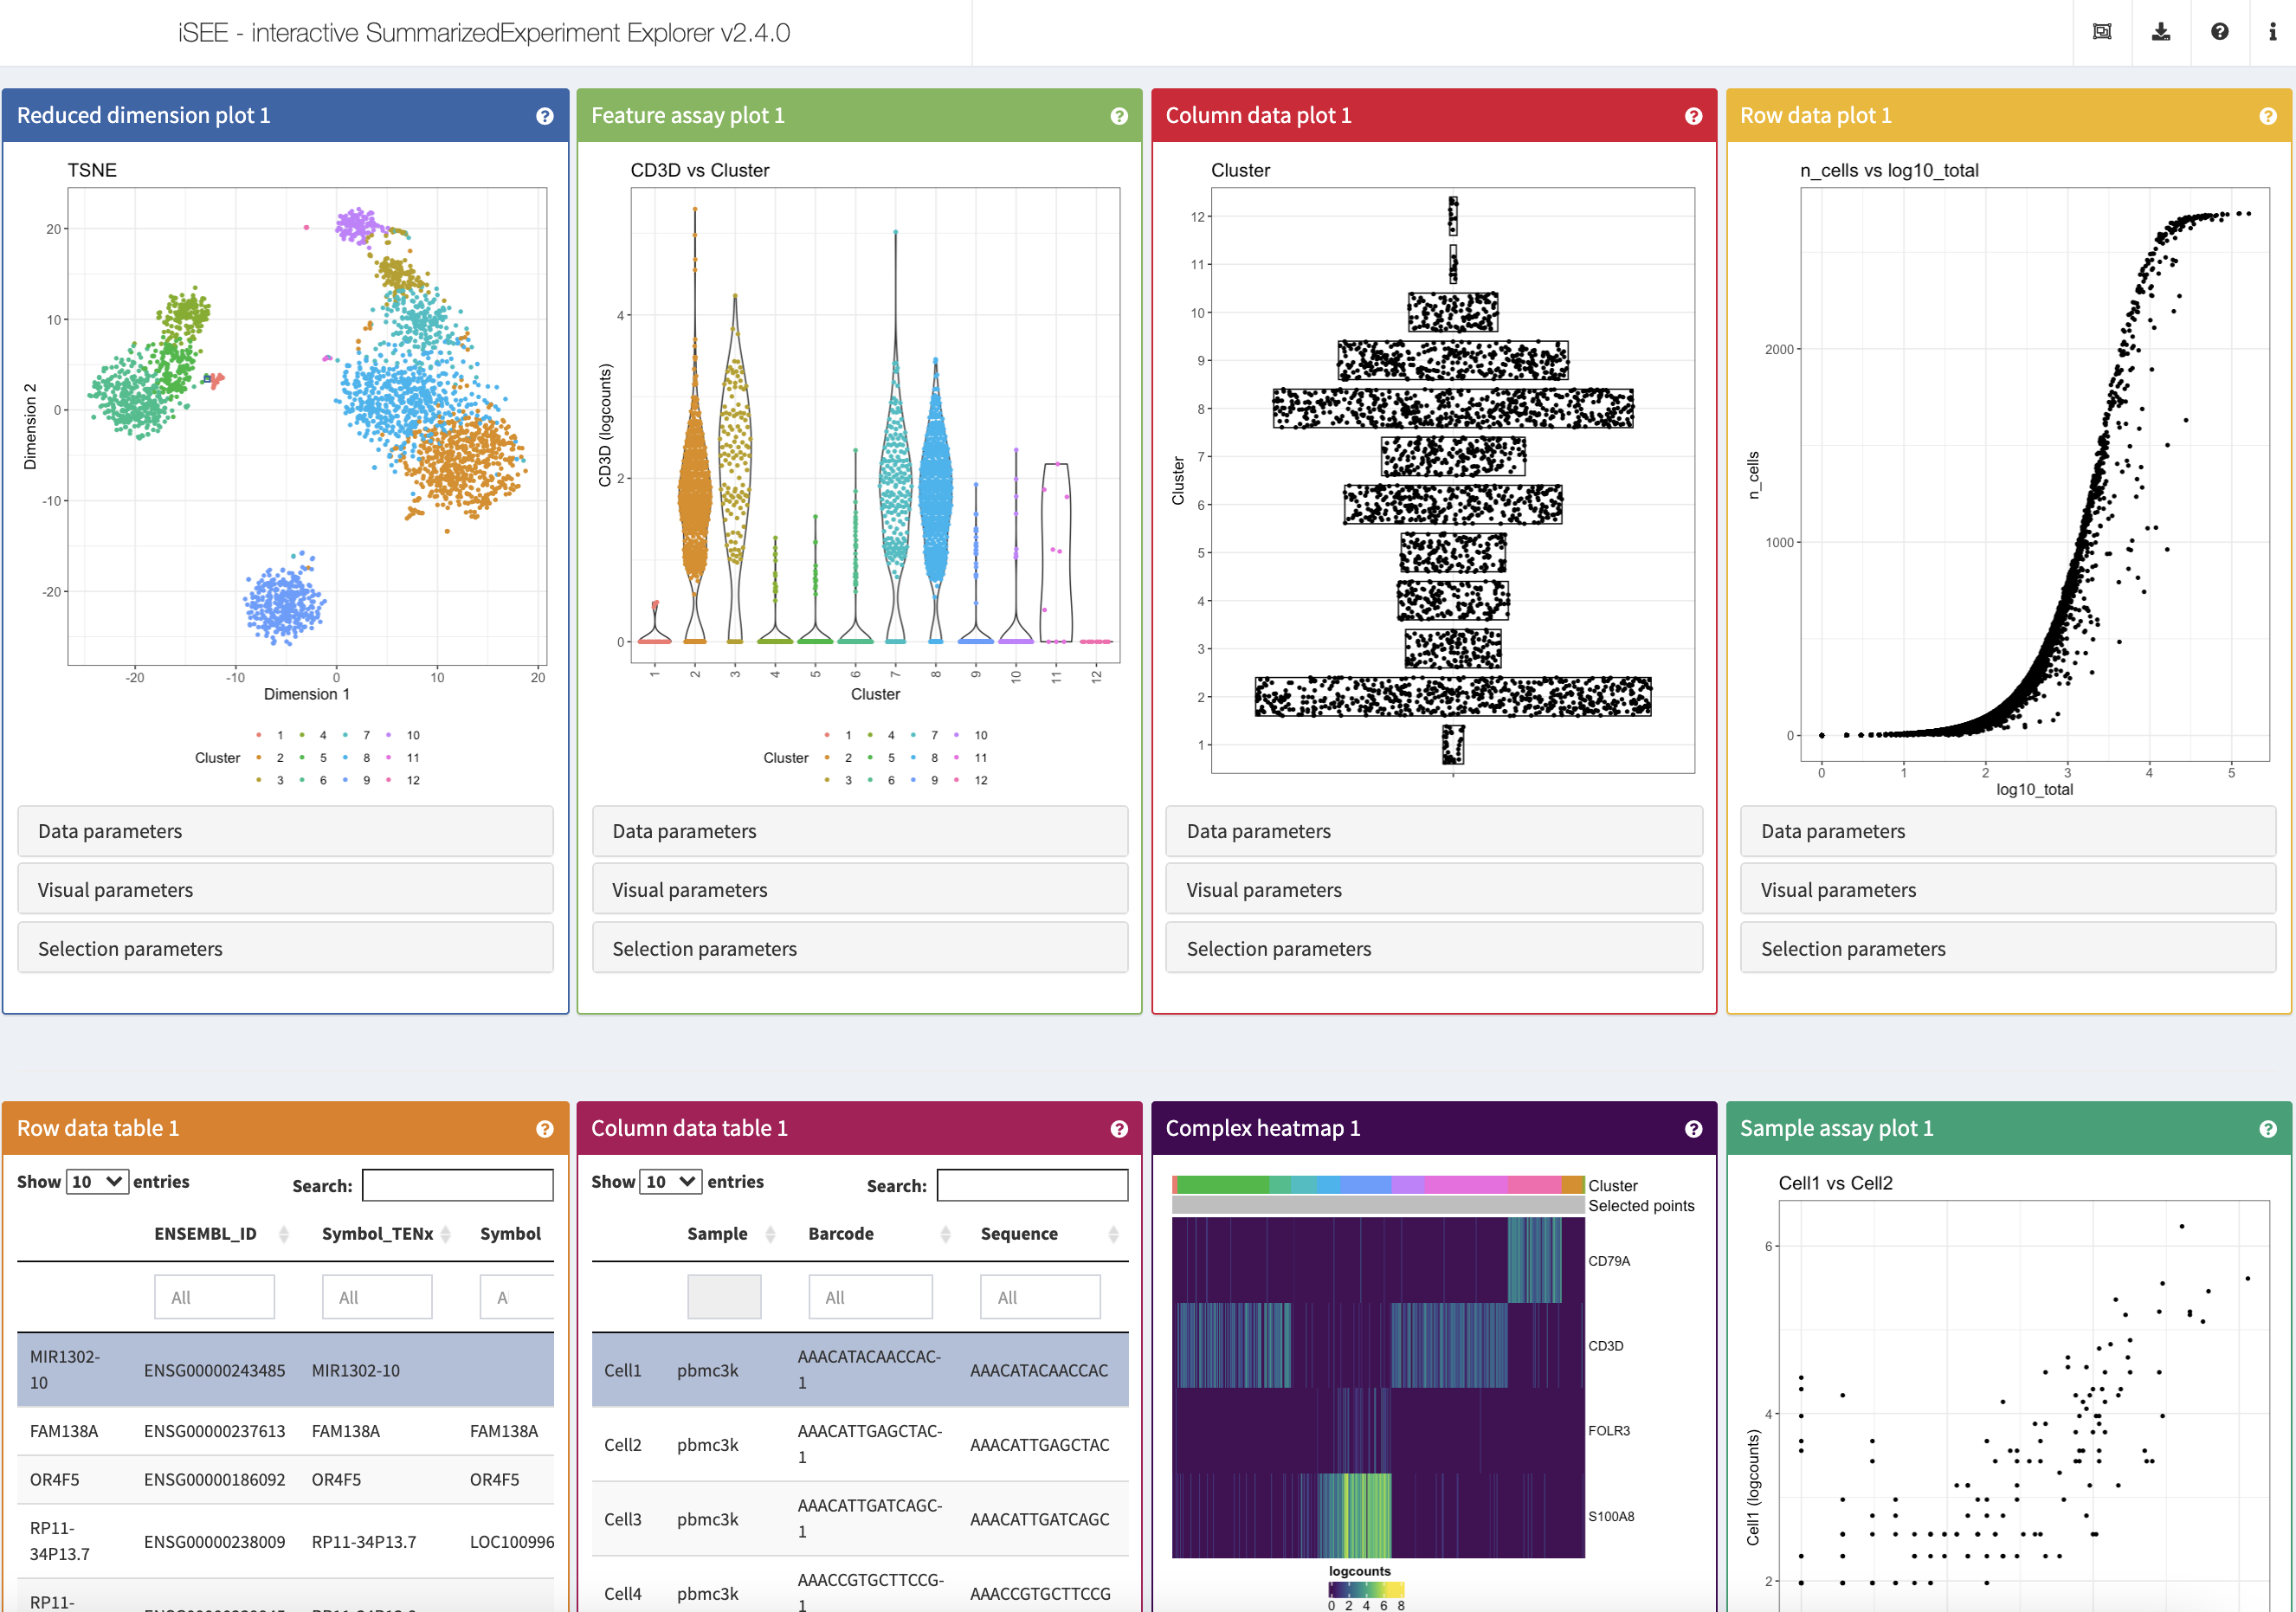 iSEE - interactive SummarizedExperiment Explorer v2.4.0
Reduced dimension plot 1
TSNE
20
10
0
-10
-20
Dimension 2
-20 -10 0 10 20
Dimension 1
1 4 7 10
Cluster 2 5 8 11
3 6 9 12
Data parameters
Visual parameters
Selection parameters
Feature assay plot 1
CD3D vs Cluster
4
2
0
CD3D (logcounts)
1 2 3 4 5 6 7 8 9 10 11 12
Cluster
1 4 7 10
Cluster 2 5 8 11
3 6 9 12
Data parameters
Visual parameters
Selection parameters
Column data plot 1
Cluster
12
11
10
9
8
7
6
5
4
3
2
1
Cluster
Data parameters
Visual parameters
Selection parameters
Row data plot 1
n_cells vs log10_total
2000
1000
0
n_cells
0 1 2 3 4 5
log10_total
Data parameters
Visual parameters
Selection parameters
Row data table 1
Show 10 entries Search:
ENSEMBL_ID Symbol_TENx Symbol
All All A
MIR1302-
10 ENSG00000243485 MIR1302-10
FAM138A ENSG00000237613 FAM138A FAM138A
OR4F5 ENSG00000186092 OR4F5 OR4F5
RP11-
34P13.7 ENSG00000238009 RP11-34P13.7 LOC100996
RP11-
Column data table 1
Show 10 entries Search:
Sample Barcode Sequence
All All
Cell1 pbmc3k AAACATACAACCAC-
1 AAACATACAACCAC
Cell2 pbmc3k AAACATTGAGCTAC-
1 AAACATTGAGCTAC
Cell3 pbmc3k AAACATTGATCAGC-
1 AAACATTGATCAGC
Cell4 pbmc3k AAACCGTGCTTCCG-
1 AAACCGTGCTTCCG
Complex heatmap 1
Cluster
Selected points
CD79A
CD3D
FOLR3
S100A8
logcounts
0 2 4 6 8
Sample assay plot 1
Cell1 vs Cell2
6
4
2
Cell1 (logcounts)